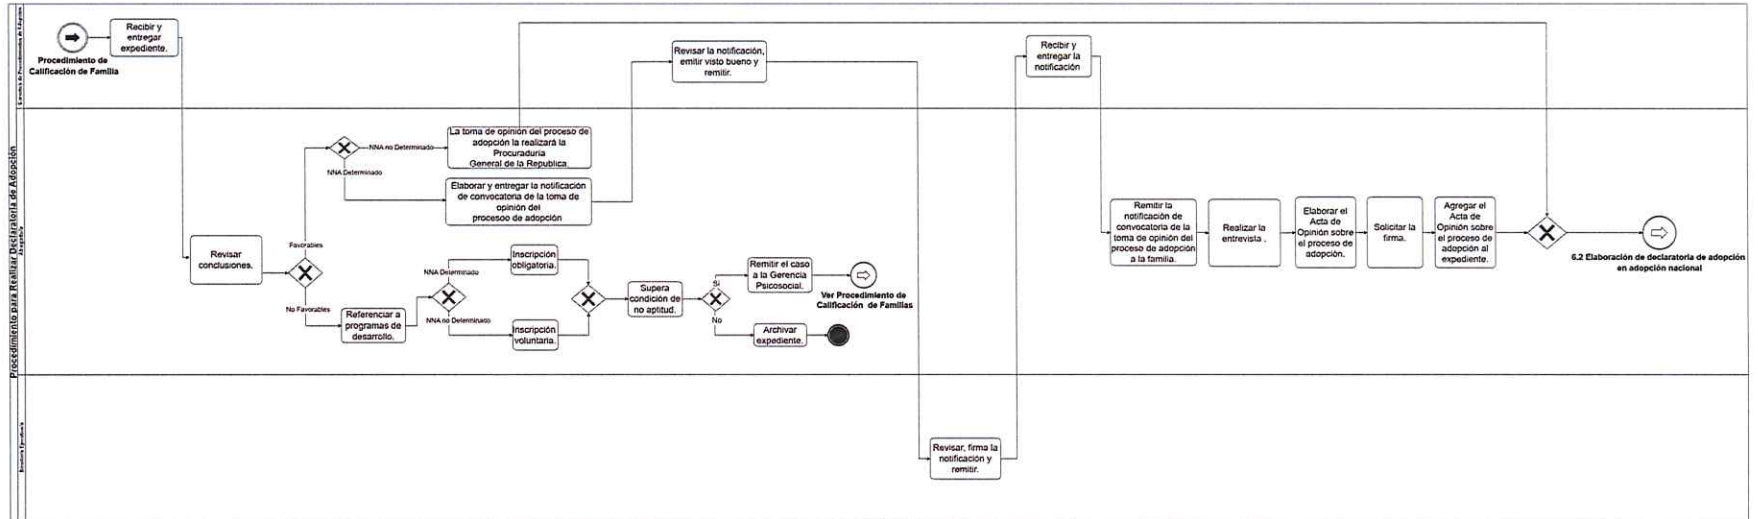 Procedimiento para Realizar Declaratoria de Adopción
Procedimiento de
Calificación de Familia
Recibir y
entregar
expediente.
Revisar la notificación,
emitir visto bueno y
remitir.
Recibir y
entregar la
notificación
Revisar
conclusiones.
Favorables
No Favorables
NNA no Determinado
NNA Determinado
La toma de opinión del proceso de
adopción la realizará la
Procuraduría
General de la Republica.
Elaborar y entregar la notificación
de convocatoria de la toma de
opinión del
procesoo de adopción
Referenciar a
programas de
desarrollo.
NNA Determinado
NNA no Determinado
Inscripción
obligatoria.
Inscripción
voluntaria.
Supera
condición de
no aptitud.
Si
No
Remitir el caso
a la Gerencia
Psicosocial.
Ver Procedimiento de
Calificación de Familias
Archivar
expediente.
Remitir la
notificación de
convocatoria de la
toma de opinión del
proceso de adopción
a la familia.
Realizar la
entrevista .
Elaborar el
Acta de
Opinión sobre
el proceso de
adopción.
Solicitar la
firma.
Agregar el
Acta de
Opinión sobre
el proceso de
adopción al
expediente.
6.2 Elaboración de declaratoria de adopción
en adopción nacional
Revisar, firma la
notificación y
remitir.